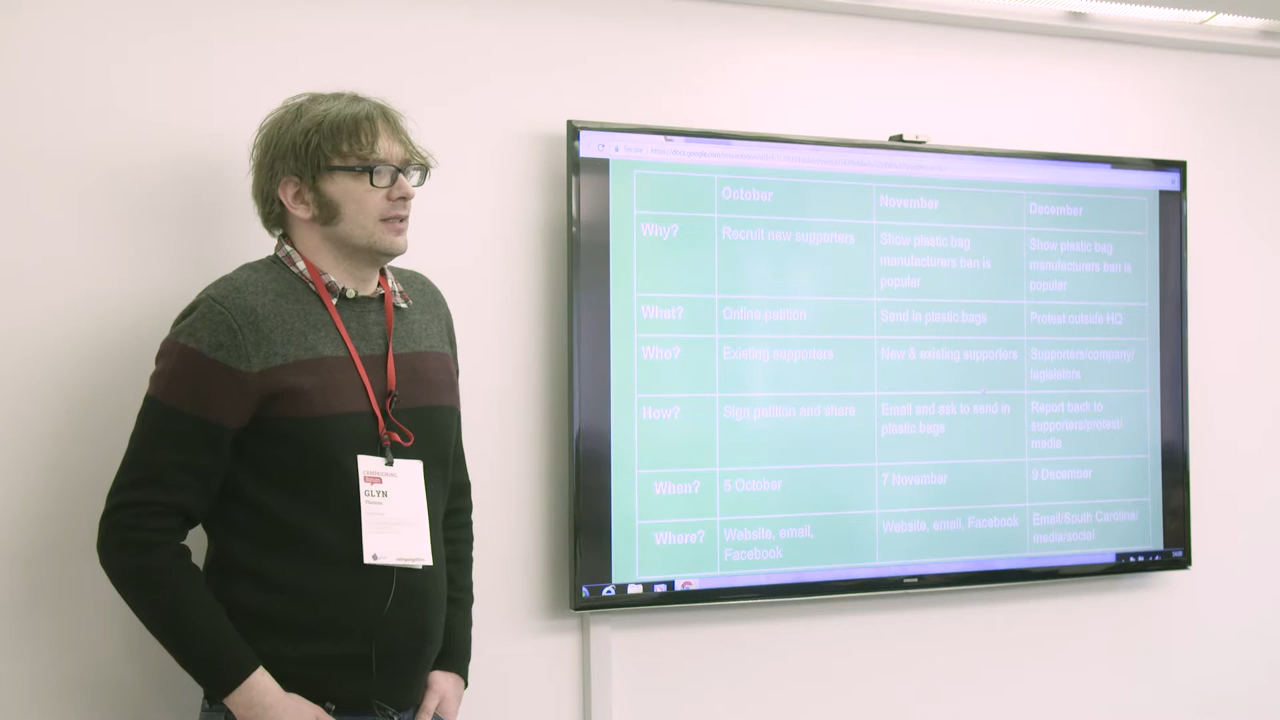 October
November
December
Why?
Recruit new supporters
Show plastic bag
manufacturers ban is
popular
Show plastic bag
manufacturers ban is
popular
What?
Online petition
Send in plastic bags
Protest outside HQ
Who?
Existing supporters
New & existing supporters
Supporters/company/
legislators
How?
Sign petition and share
Email and ask to send in
plastic bags
Report back to
supporters/protest/
media
When?
5 October
7 November
9 December
Where?
Website, email,
Facebook
Website, email, Facebook
Email/South Carolina/
media/social
CAMPAIGNING
forum
GLYN
SAMSUNG